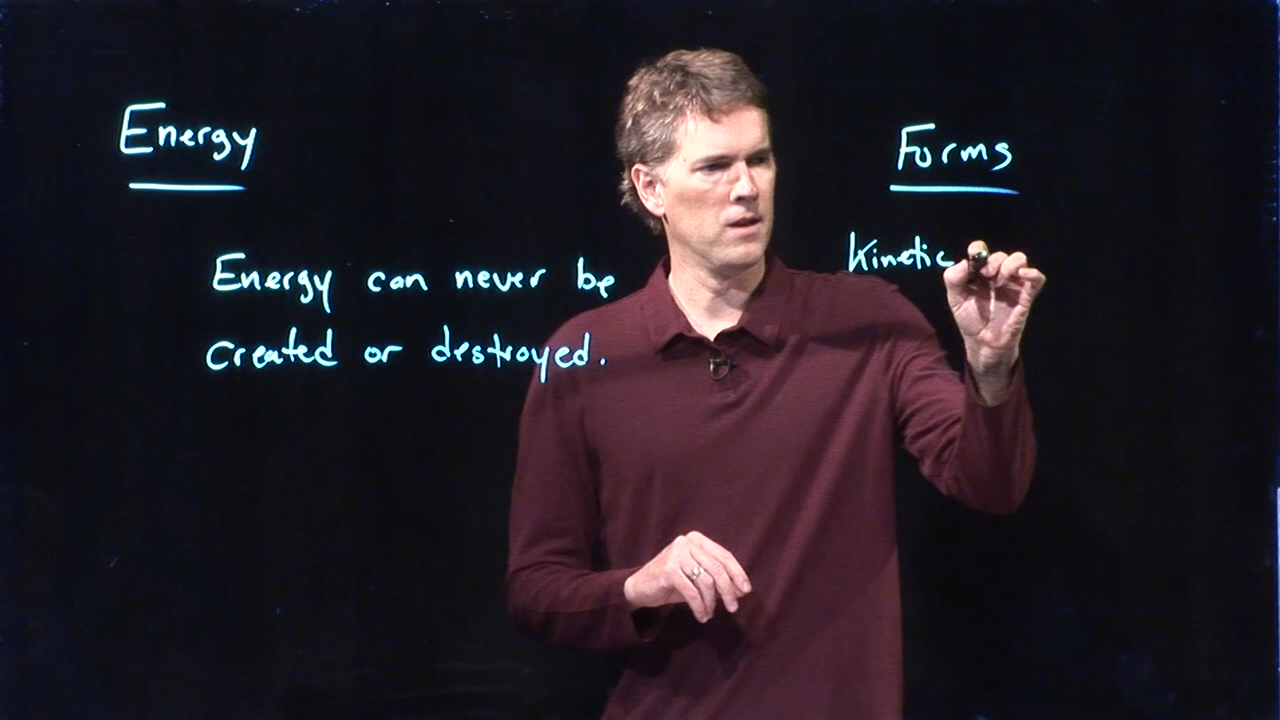 Energy
Energy can never be
created or destroyed.
Forms
Kinetic